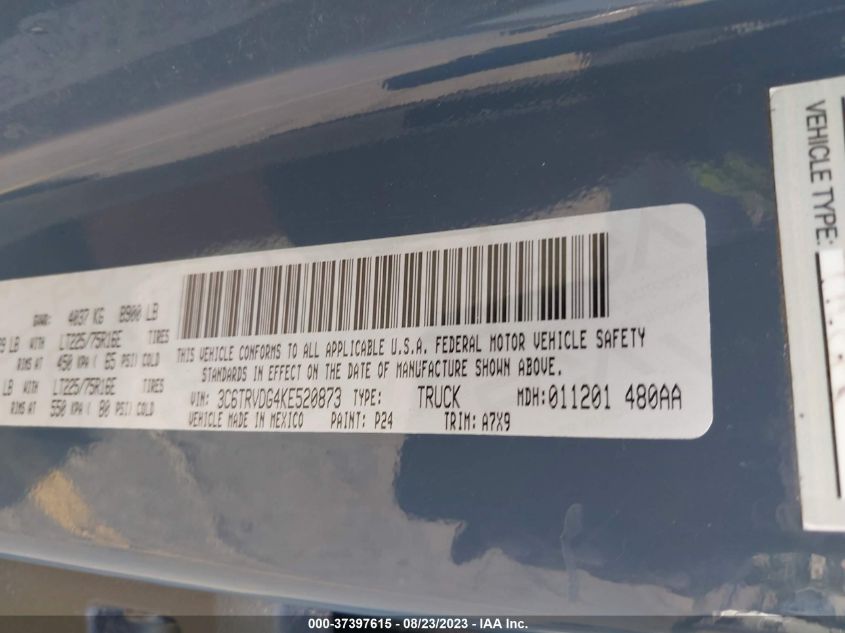 GVWR: 4037 KG 8900 LB
LB WITH LT225/75R16E TIRES
RIMS AT 450 KPA ( 65 PSI) COLD
LB WITH LT225/75R16E TIRES
RIMS AT 550 KPA ( 80 PSI) COLD
THIS VEHICLE CONFORMS TO ALL APPLICABLE U.S.A. FEDERAL MOTOR VEHICLE SAFETY
STANDARDS IN EFFECT ON THE DATE OF MANUFACTURE SHOWN ABOVE.
VIN: 3C6TRVDG4KE520873 TYPE: TRUCK MDH:011201 480AA
VEHICLE MADE IN MEXICO PAINT: P24 TRIM: A7X9
VEHICLE TYPE:
000-37397615 - 08/23/2023 - IAA Inc.